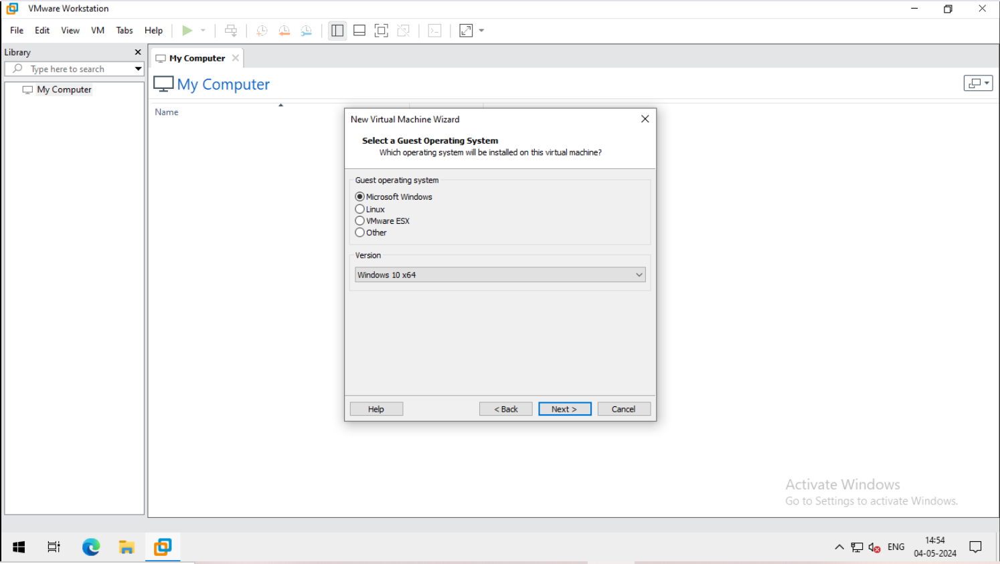 VMware Workstation
File Edit View VM Tabs Help
Library
My Computer
Type here to search
My Computer
My Computer
Name
New Virtual Machine Wizard
Select a Guest Operating System
Which operating system will be installed on this virtual machine?
Guest operating system
Microsoft Windows
Linux
VMware ESX
Other
Version
Windows 10 x64
Help
< Back
Next >
Cancel
Activate Windows
Go to Settings to activate Windows.
ENG
14:54
04-05-2024